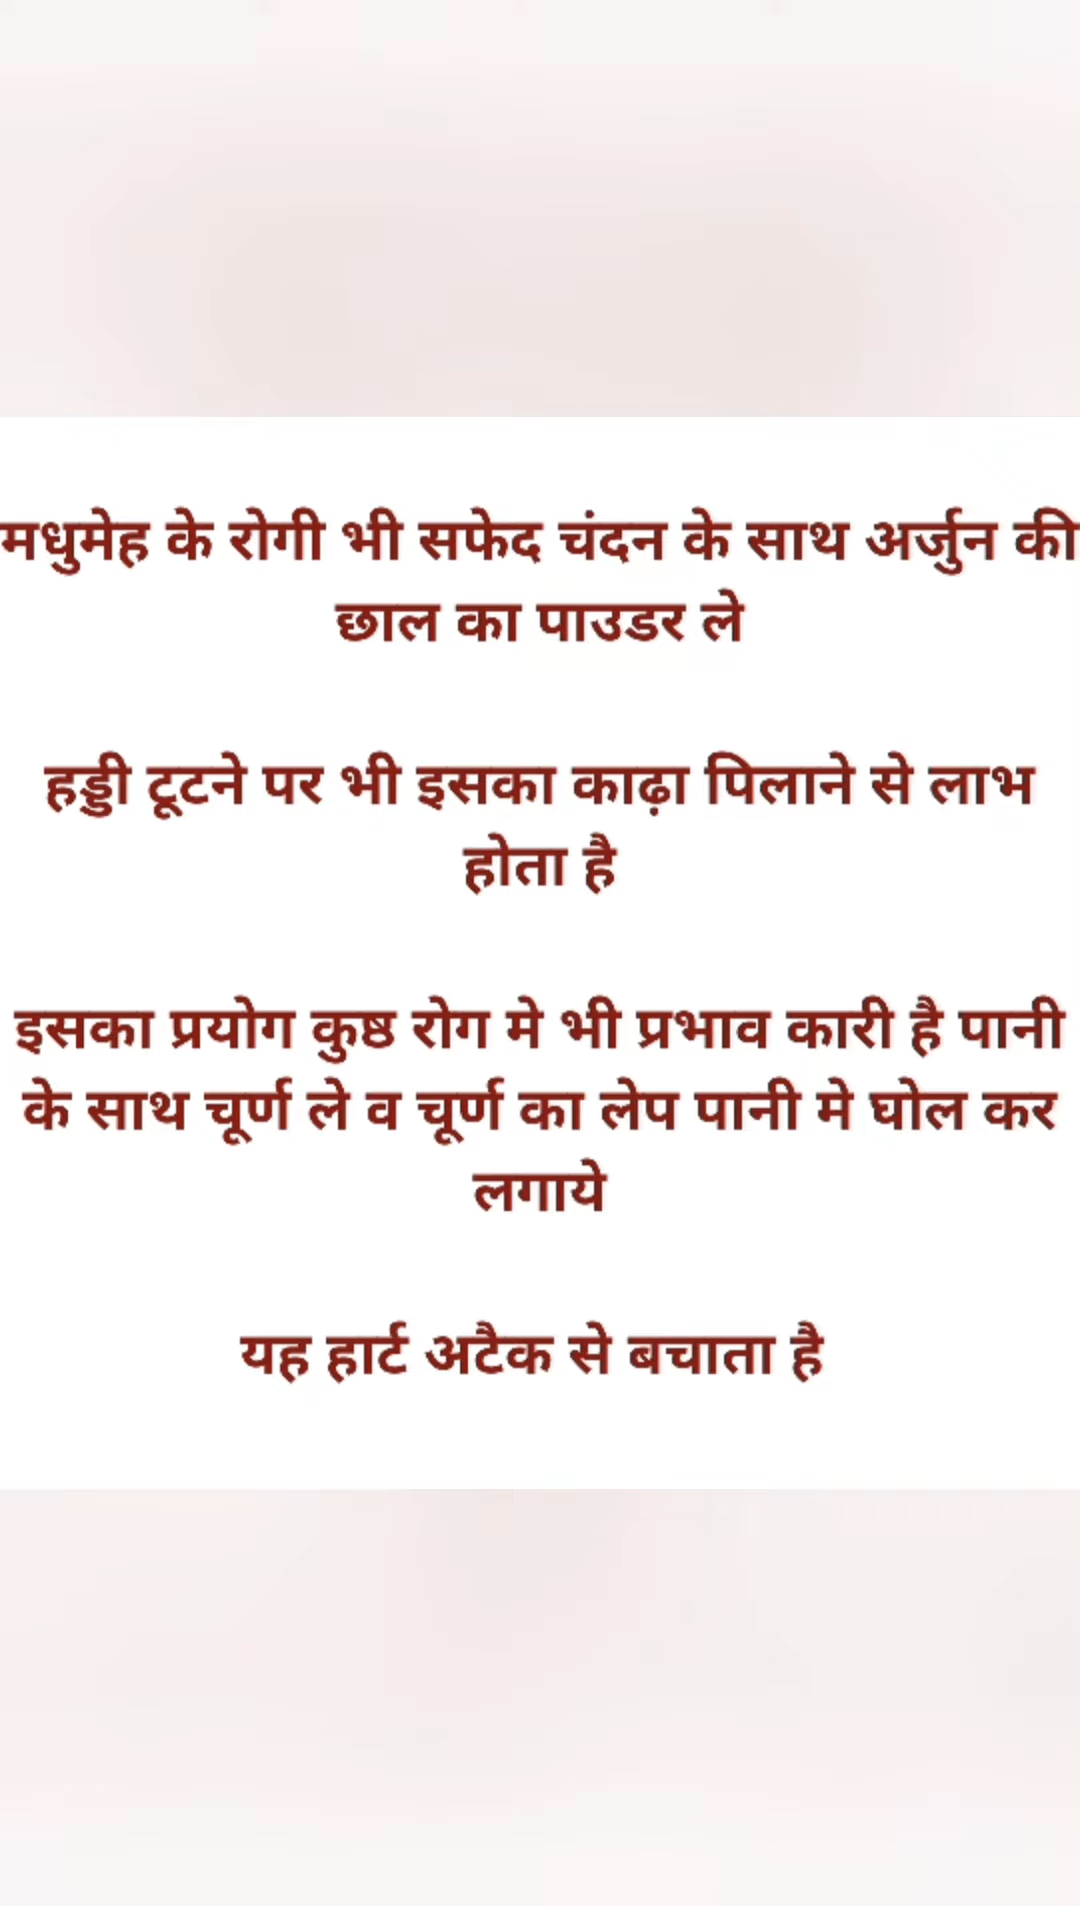 मधुमेह के रोगी भी सफेद चंदन के साथ अर्जुन की
छाल का पाउडर ले
हड्डी टूटने पर भी इसका काढ़ा पिलाने से लाभ
होता है
इसका प्रयोग कुष्ठ रोग मे भी प्रभाव कारी है पानी
के साथ चूर्ण ले व चूर्ण का लेप पानी मे घोल कर
लगाये
यह हार्ट अटैक से बचाता है